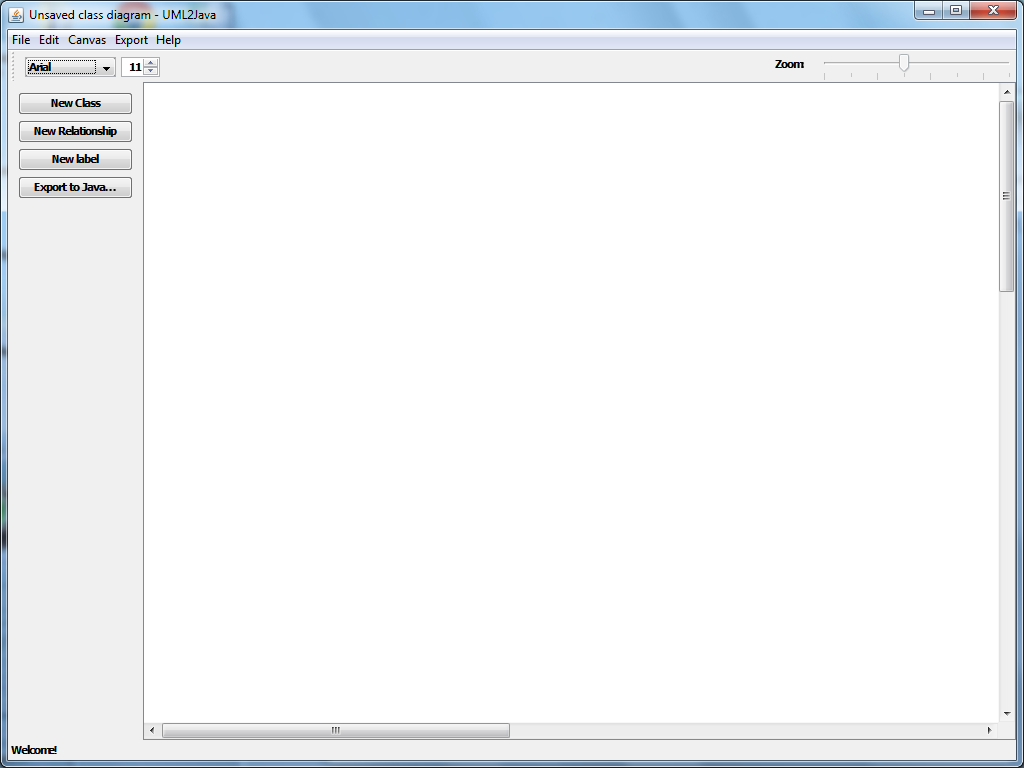 Unsaved class diagram - UML2Java
File Edit Canvas Export Help
Arial 11 Zoom
New Class
New Relationship
New label
Export to Java...
Welcome!